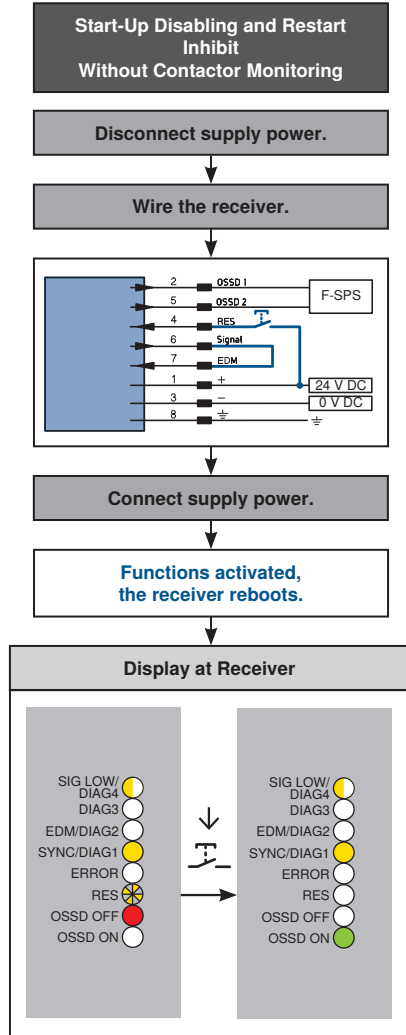 Start-Up Disabling and Restart
Inhibit
Without Contactor Monitoring
Disconnect supply power.
Wire the receiver.
2 OSSD 1
F-SPS
5 OSSD 2
4 RES
6 Signal
7 EDM
1 + 24 V DC
3 – 0 V DC
8
Connect supply power.
Functions activated,
the receiver reboots.
Display at Receiver
SIG LOW/
DIAG4
DIAG3
EDM/DIAG2
SYNC/DIAG1
ERROR
RES
OSSD OFF
OSSD ON
SIG LOW/
DIAG4
DIAG3
EDM/DIAG2
SYNC/DIAG1
ERROR
RES
OSSD OFF
OSSD ON